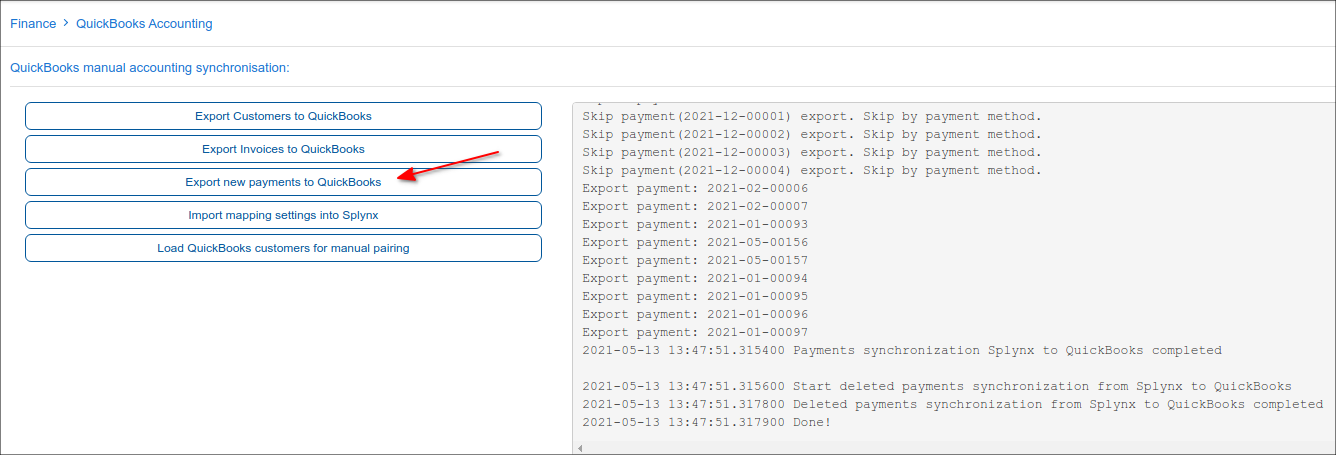 Finance > QuickBooks Accounting
QuickBooks manual accounting synchronisation:
Export Customers to QuickBooks
Export Invoices to QuickBooks
Export new payments to QuickBooks
Import mapping settings into Splynx
Load QuickBooks customers for manual pairing
Skip payment(2021-12-00001) export. Skip by payment method.
Skip payment(2021-12-00002) export. Skip by payment method.
Skip payment(2021-12-00003) export. Skip by payment method.
Skip payment(2021-12-00004) export. Skip by payment method.
Export payment: 2021-02-00006
Export payment: 2021-02-00007
Export payment: 2021-01-00093
Export payment: 2021-05-00156
Export payment: 2021-05-00157
Export payment: 2021-01-00094
Export payment: 2021-01-00095
Export payment: 2021-01-00096
Export payment: 2021-01-00097
2021-05-13 13:47:51.315400 Payments synchronization Splynx to QuickBooks completed
2021-05-13 13:47:51.315600 Start deleted payments synchronization from Splynx to QuickBooks
2021-05-13 13:47:51.317800 Deleted payments synchronization from Splynx to QuickBooks completed
2021-05-13 13:47:51.317900 Done!